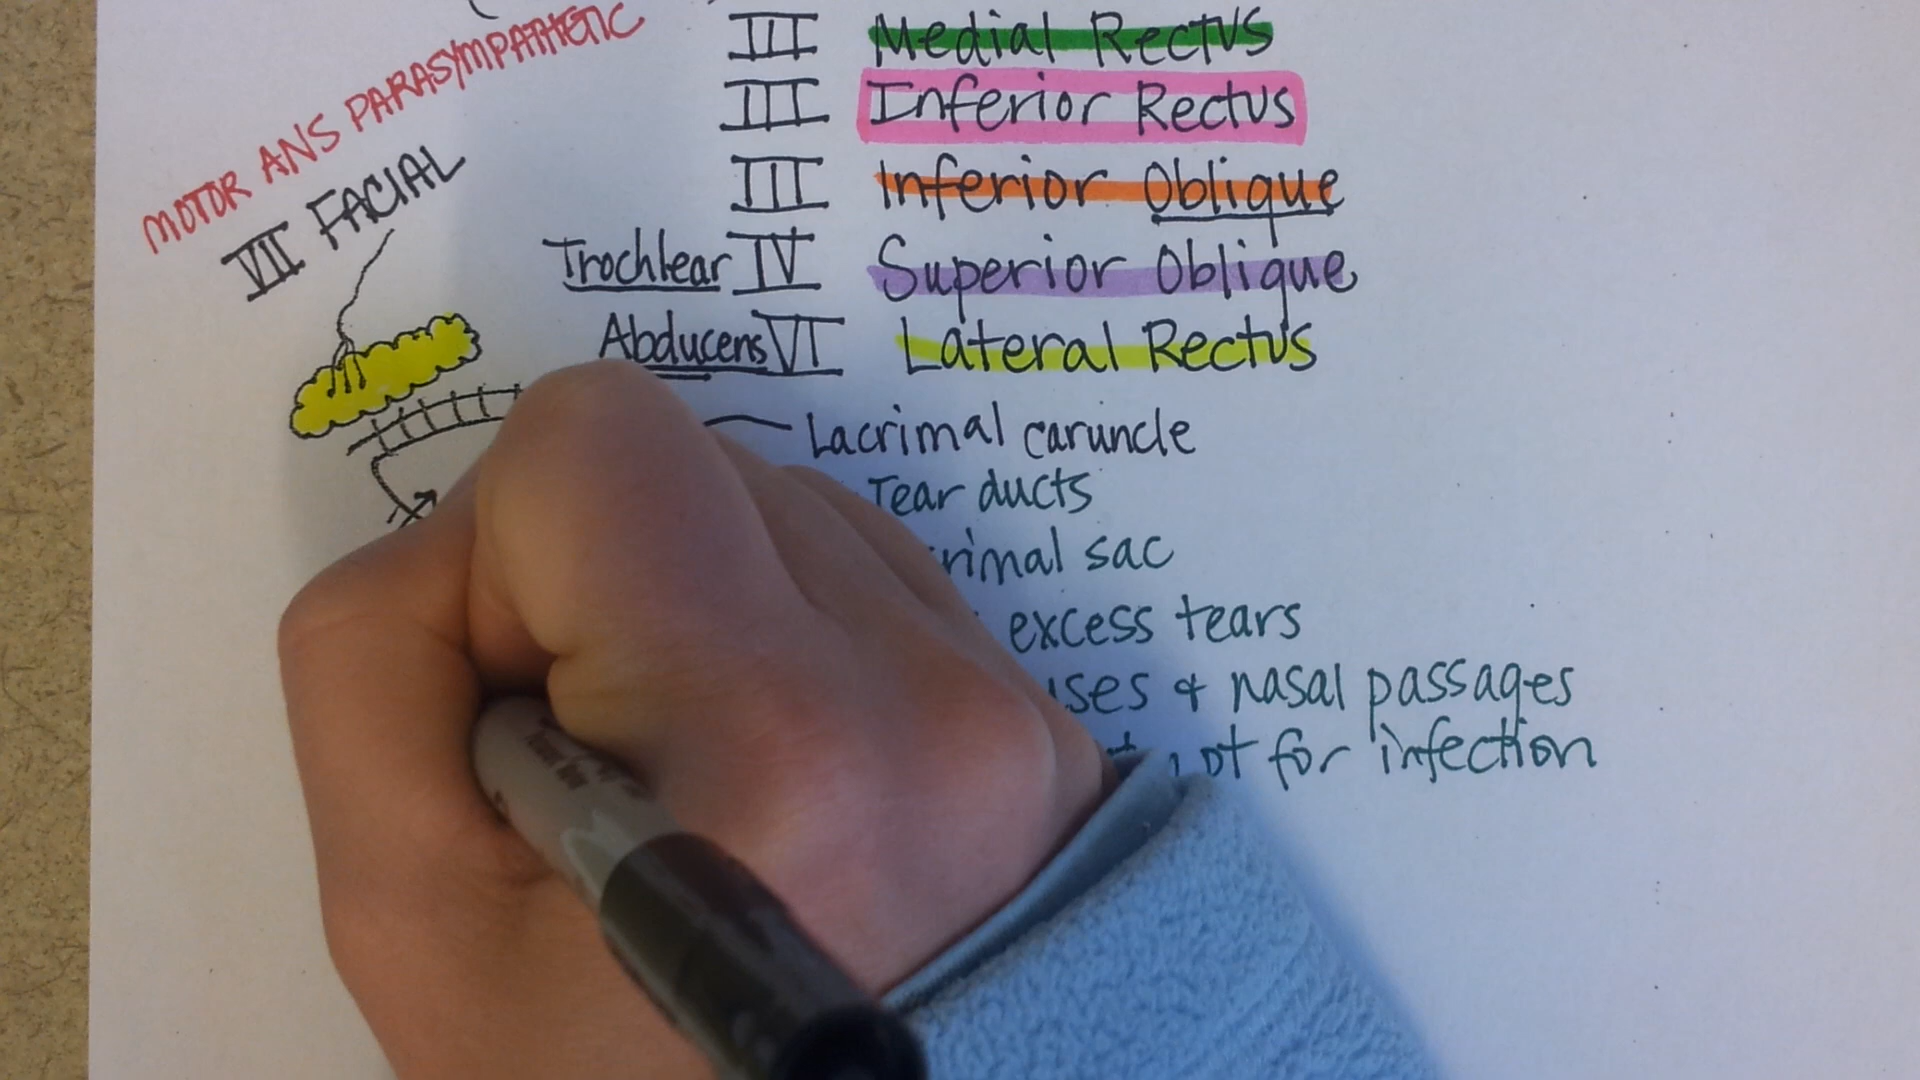 MOTOR ANS PARASYMPATHETIC
VII FACIAL
III Medial Rectus
III Inferior Rectus
III Inferior Oblique
Trochlear IV Superior Oblique
Abducens VI Lateral Rectus
Lacrimal caruncle
Tear ducts
rimal sac
excess tears
uses & nasal passages
for infection